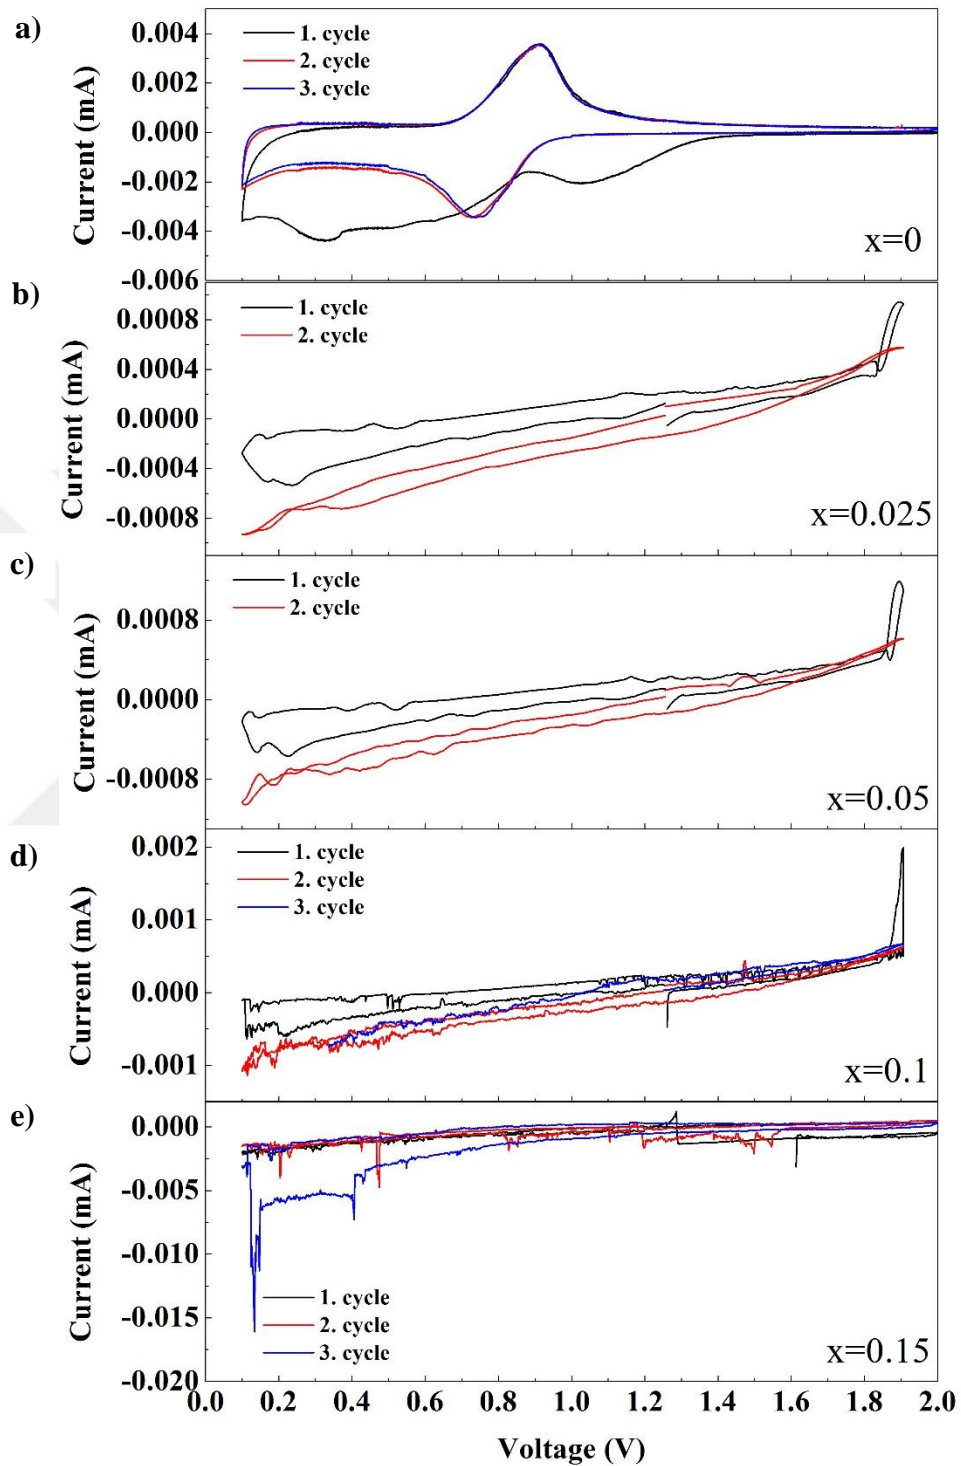 a)
0.004
0.002
0.000
-0.002
-0.004
-0.006
Current (mA)
1. cycle
2. cycle
3. cycle
x=0
b)
0.0008
0.0004
0.0000
-0.0004
-0.0008
Current (mA)
1. cycle
2. cycle
x=0.025
c)
0.0008
0.0000
-0.0008
Current (mA)
1. cycle
2. cycle
x=0.05
d)
0.002
0.001
0.000
-0.001
Current (mA)
1. cycle
2. cycle
3. cycle
x=0.1
e)
0.000
-0.005
-0.010
-0.015
-0.020
Current (mA)
1. cycle
2. cycle
3. cycle
x=0.15
0.0 0.2 0.4 0.6 0.8 1.0 1.2 1.4 1.6 1.8 2.0
Voltage (V)